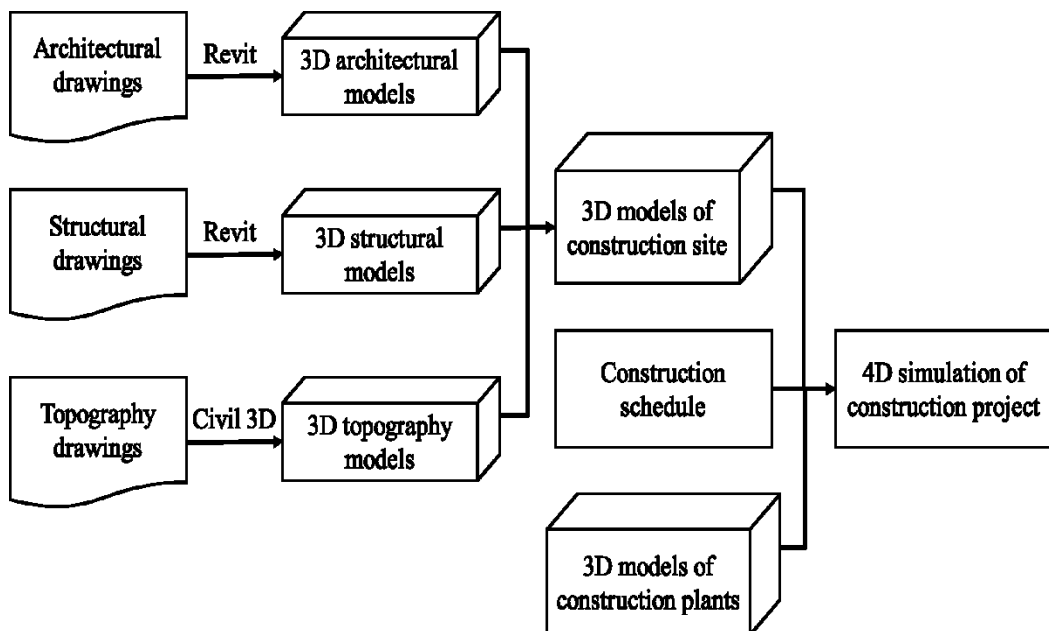 Architectural
drawings
Revit
3D architectural
models
Structural
drawings
Revit
3D structural
models
Topography
drawings
Civil 3D
3D topography
models
3D models of
construction site
Construction
schedule
3D models of
construction plants
4D simulation of
construction project